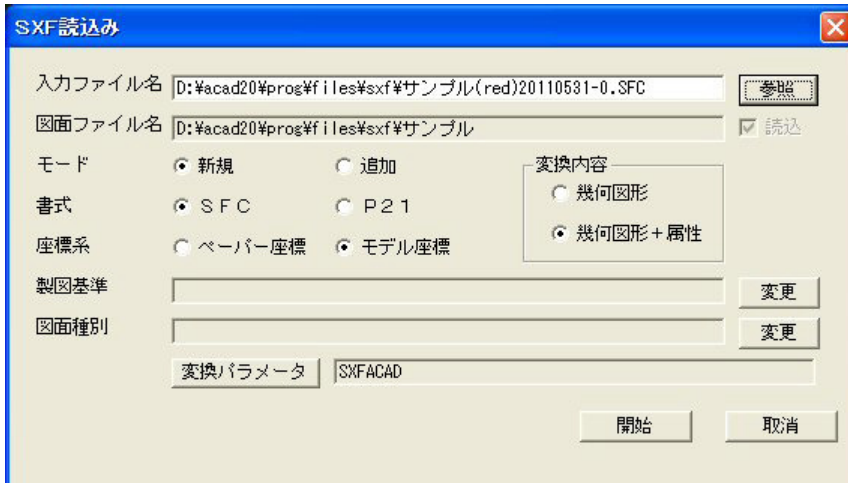 SXF読込み
入力ファイル名 D:¥acad20¥prog¥files¥sxf¥サンプル(red)20110531-0.SFC 参照
図面ファイル名 D:¥acad20¥prog¥files¥sxf¥サンプル 読込
モード 新規 追加 変換内容
幾何図形
書式 SFC P21
幾何図形+属性
座標系 ペーパー座標 モデル座標
製図基準 変更
図面種別 変更
変換パラメータ SXFACAD
開始 取消